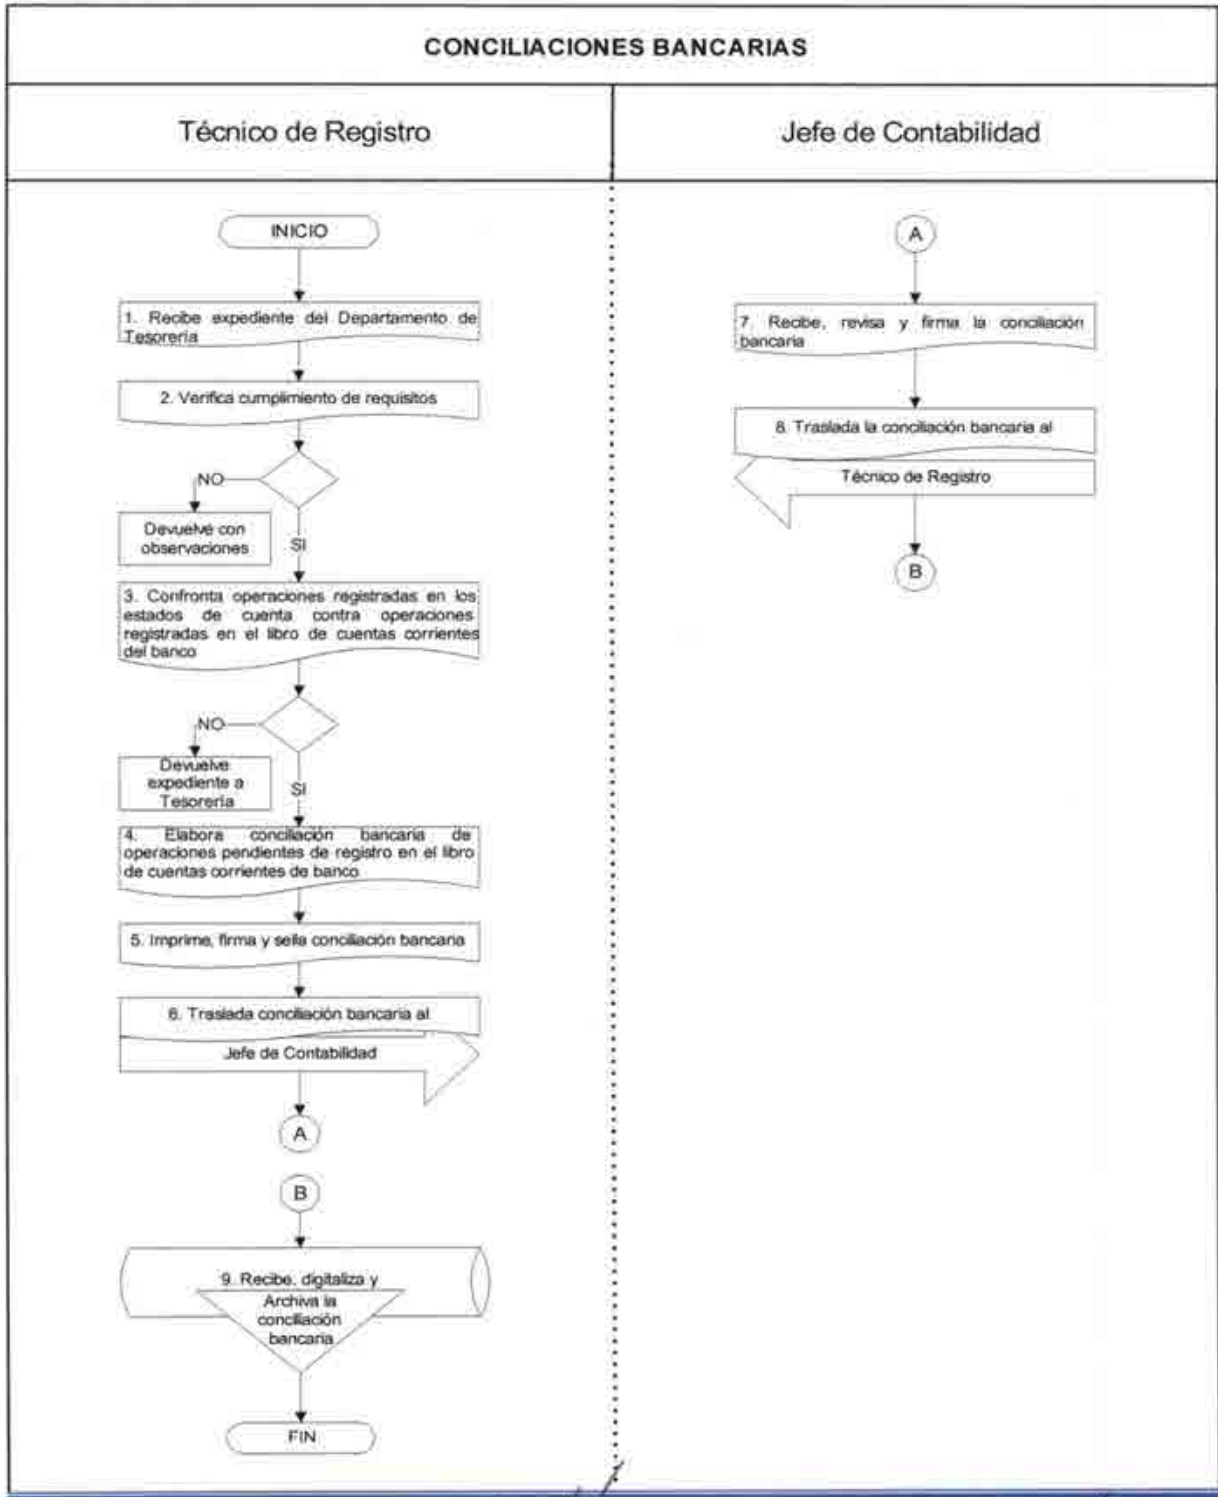 CONCILIACIONES BANCARIAS
Técnico de Registro
INICIO
1. Recibe expediente del Departamento de
Tesorería
2. Verifica cumplimiento de requisitos
NO
Devuelve con
observaciones
SI
3. Confronta operaciones registradas en los
estados de cuenta contra operaciones
registradas en el libro de cuentas corrientes
del banco
NO
Devuelve
expediente a
Tesorería
SI
4. Elabora conciliación bancaria de
operaciones pendientes de registro en el libro
de cuentas corrientes de banco
5. Imprime, firma y sella conciliación bancaria
6. Traslada conciliación bancaria al
Jefe de Contabilidad
A
B
9. Recibe, digitaliza y
Archiva la
conciliación
bancaria
FIN
Jefe de Contabilidad
A
7. Recibe, revisa y firma la conciliación
bancaria
8. Traslada la conciliación bancaria al
Técnico de Registro
B